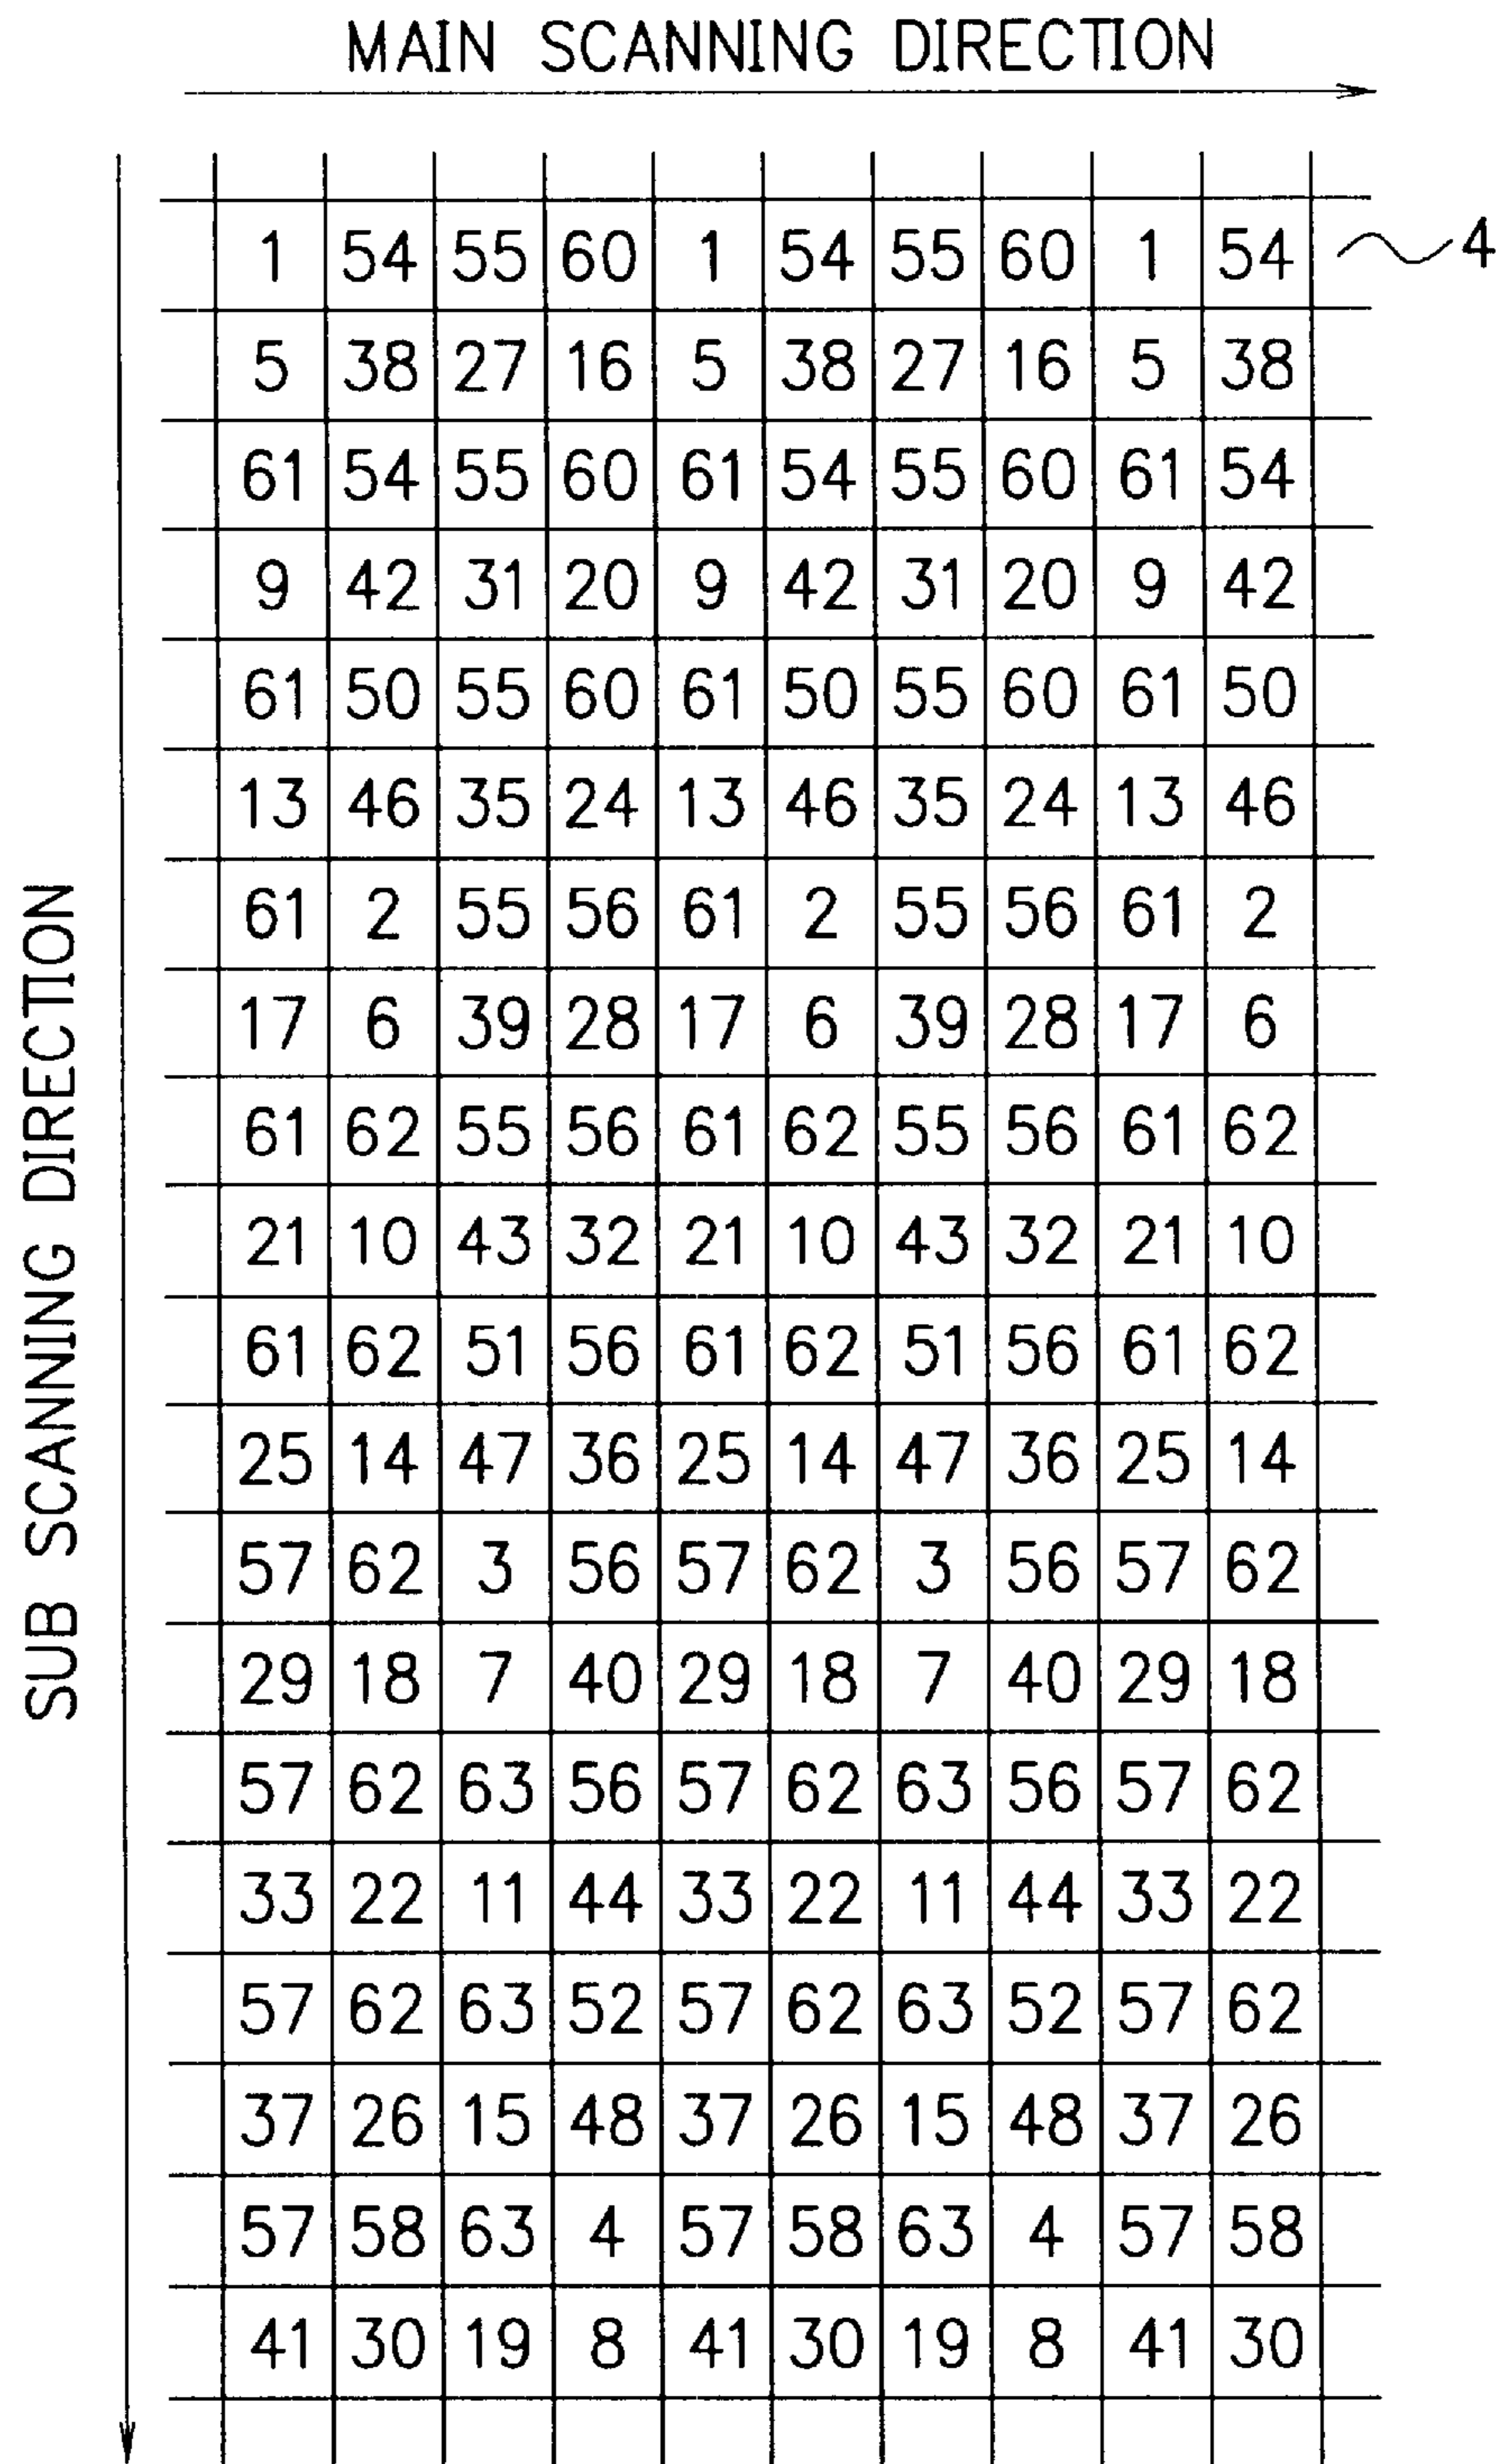 MAIN SCANNING DIRECTION
SUB SCANNING DIRECTION
1 54 55 60 1 54 55 60 1 54 4
5 38 27 16 5 38 27 16 5 38
61 54 55 60 61 54 55 60 61 54
9 42 31 20 9 42 31 20 9 42
61 50 55 60 61 50 55 60 61 50
13 46 35 24 13 46 35 24 13 46
61 2 55 56 61 2 55 56 61 2
17 6 39 28 17 6 39 28 17 6
61 62 55 56 61 62 55 56 61 62
21 10 43 32 21 10 43 32 21 10
61 62 51 56 61 62 51 56 61 62
25 14 47 36 25 14 47 36 25 14
57 62 3 56 57 62 3 56 57 62
29 18 7 40 29 18 7 40 29 18
57 62 63 56 57 62 63 56 57 62
33 22 11 44 33 22 11 44 33 22
57 62 63 52 57 62 63 52 57 62
37 26 15 48 37 26 15 48 37 26
57 58 63 4 57 58 63 4 57 58
41 30 19 8 41 30 19 8 41 30